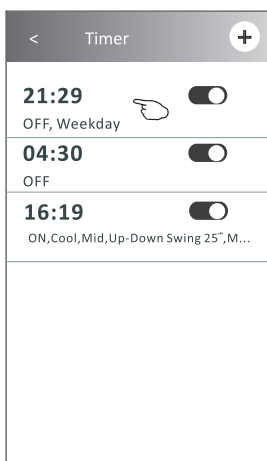 < Timer +
21:29
OFF, Weekday
04:30
OFF
16:19
ON,Cool,Mid,Up-Down Swing 25°,M...